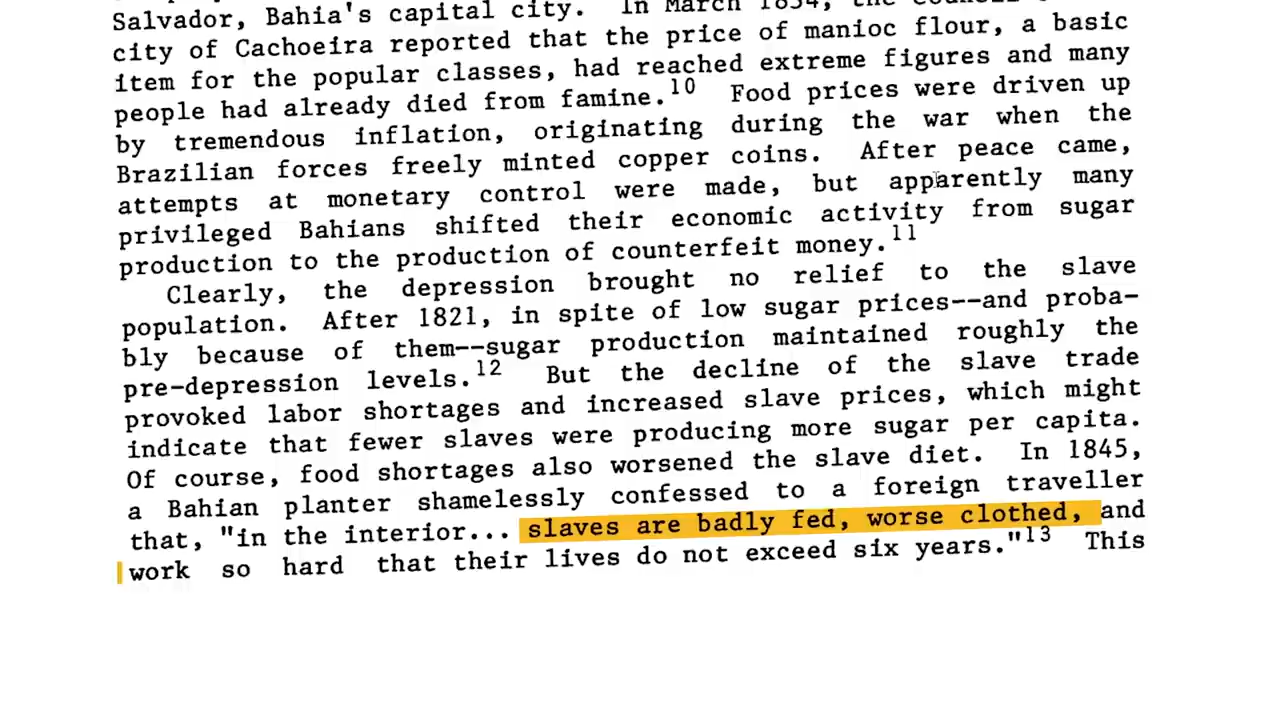 Salvador, Bahia's capital city. In March 1834, the council
city of Cachoeira reported that the price of manioc flour, a basic
item for the popular classes, had reached extreme figures and many
people had already died from famine.10 Food prices were driven up
by tremendous inflation, originating during the war when the
Brazilian forces freely minted copper coins. After peace came,
attempts at monetary control were made, but apparently many
privileged Bahians shifted their economic activity from sugar
production to the production of counterfeit money.11
Clearly, the depression brought no relief to the slave
population. After 1821, in spite of low sugar prices--and proba-
bly because of them--sugar production maintained roughly the
pre-depression levels.12 But the decline of the slave trade
provoked labor shortages and increased slave prices, which might
indicate that fewer slaves were producing more sugar per capita.
Of course, food shortages also worsened the slave diet. In 1845,
a Bahian planter shamelessly confessed to a foreign traveller
that, "in the interior... slaves are badly fed, worse clothed, and
work so hard that their lives do not exceed six years."13 This